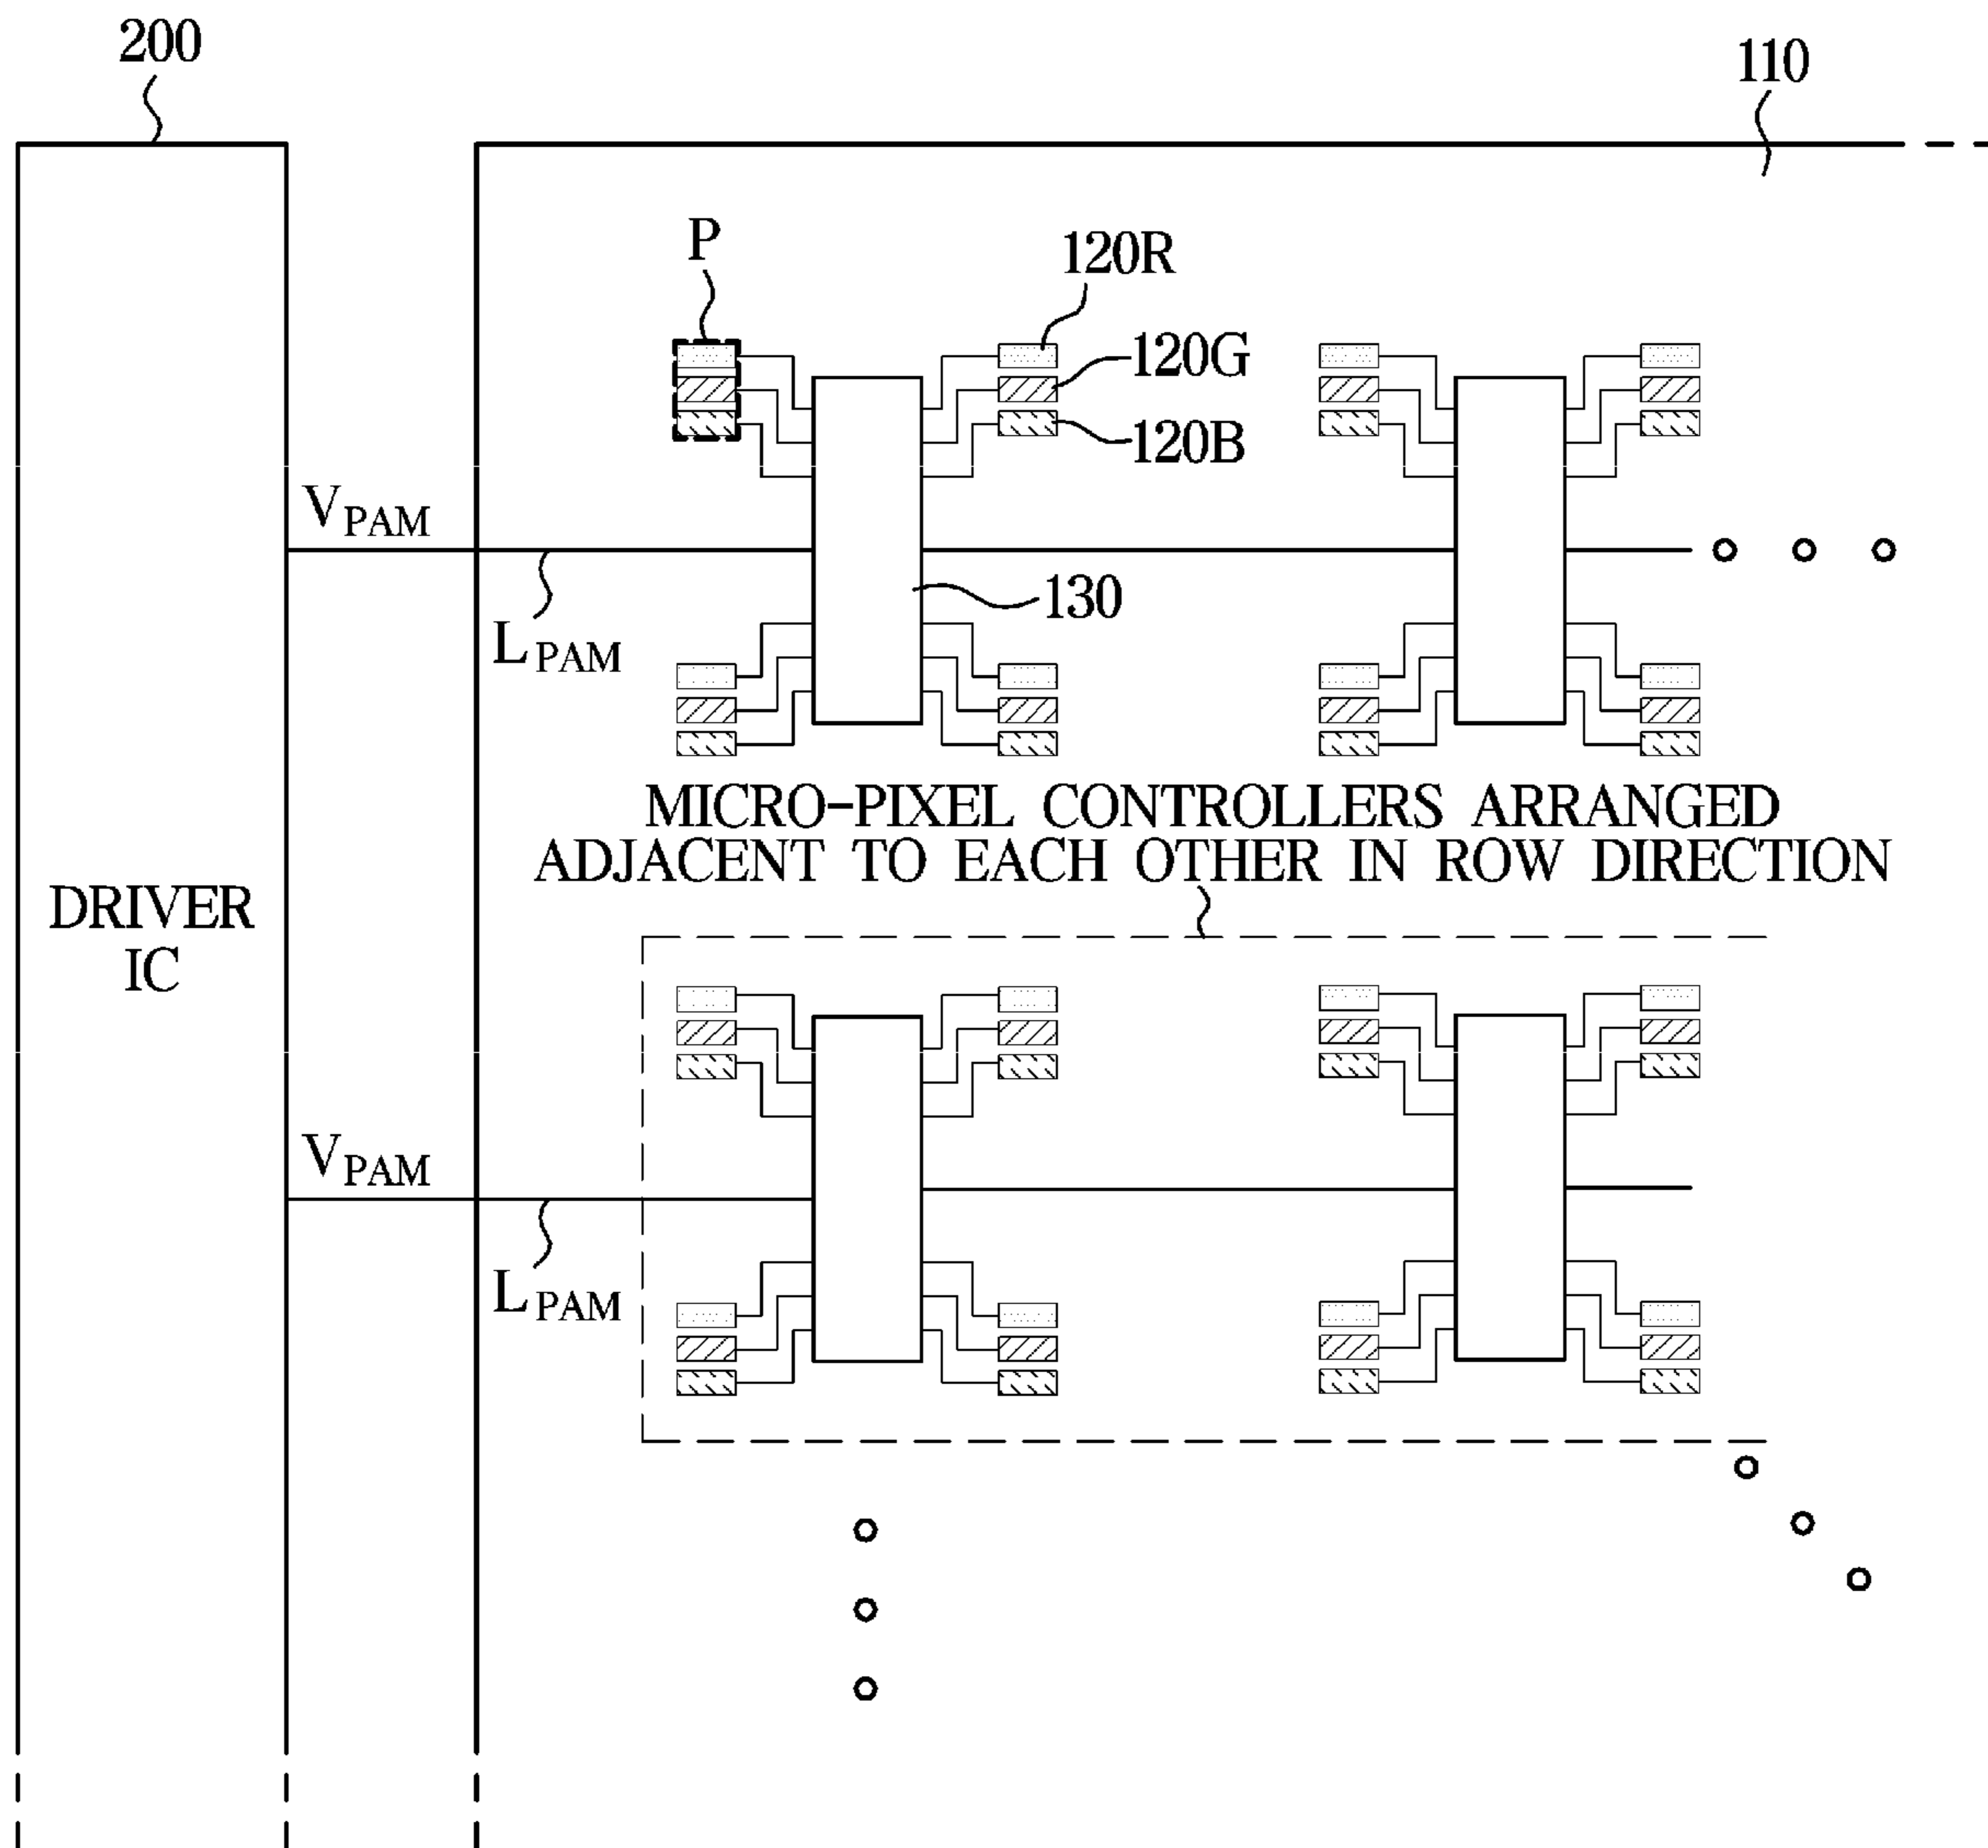 200
110
P
120R
120G
120B
VPAM
LPAM
130
MICRO-PIXEL CONTROLLERS ARRANGED
ADJACENT TO EACH OTHER IN ROW DIRECTION
DRIVER
IC
VPAM
LPAM